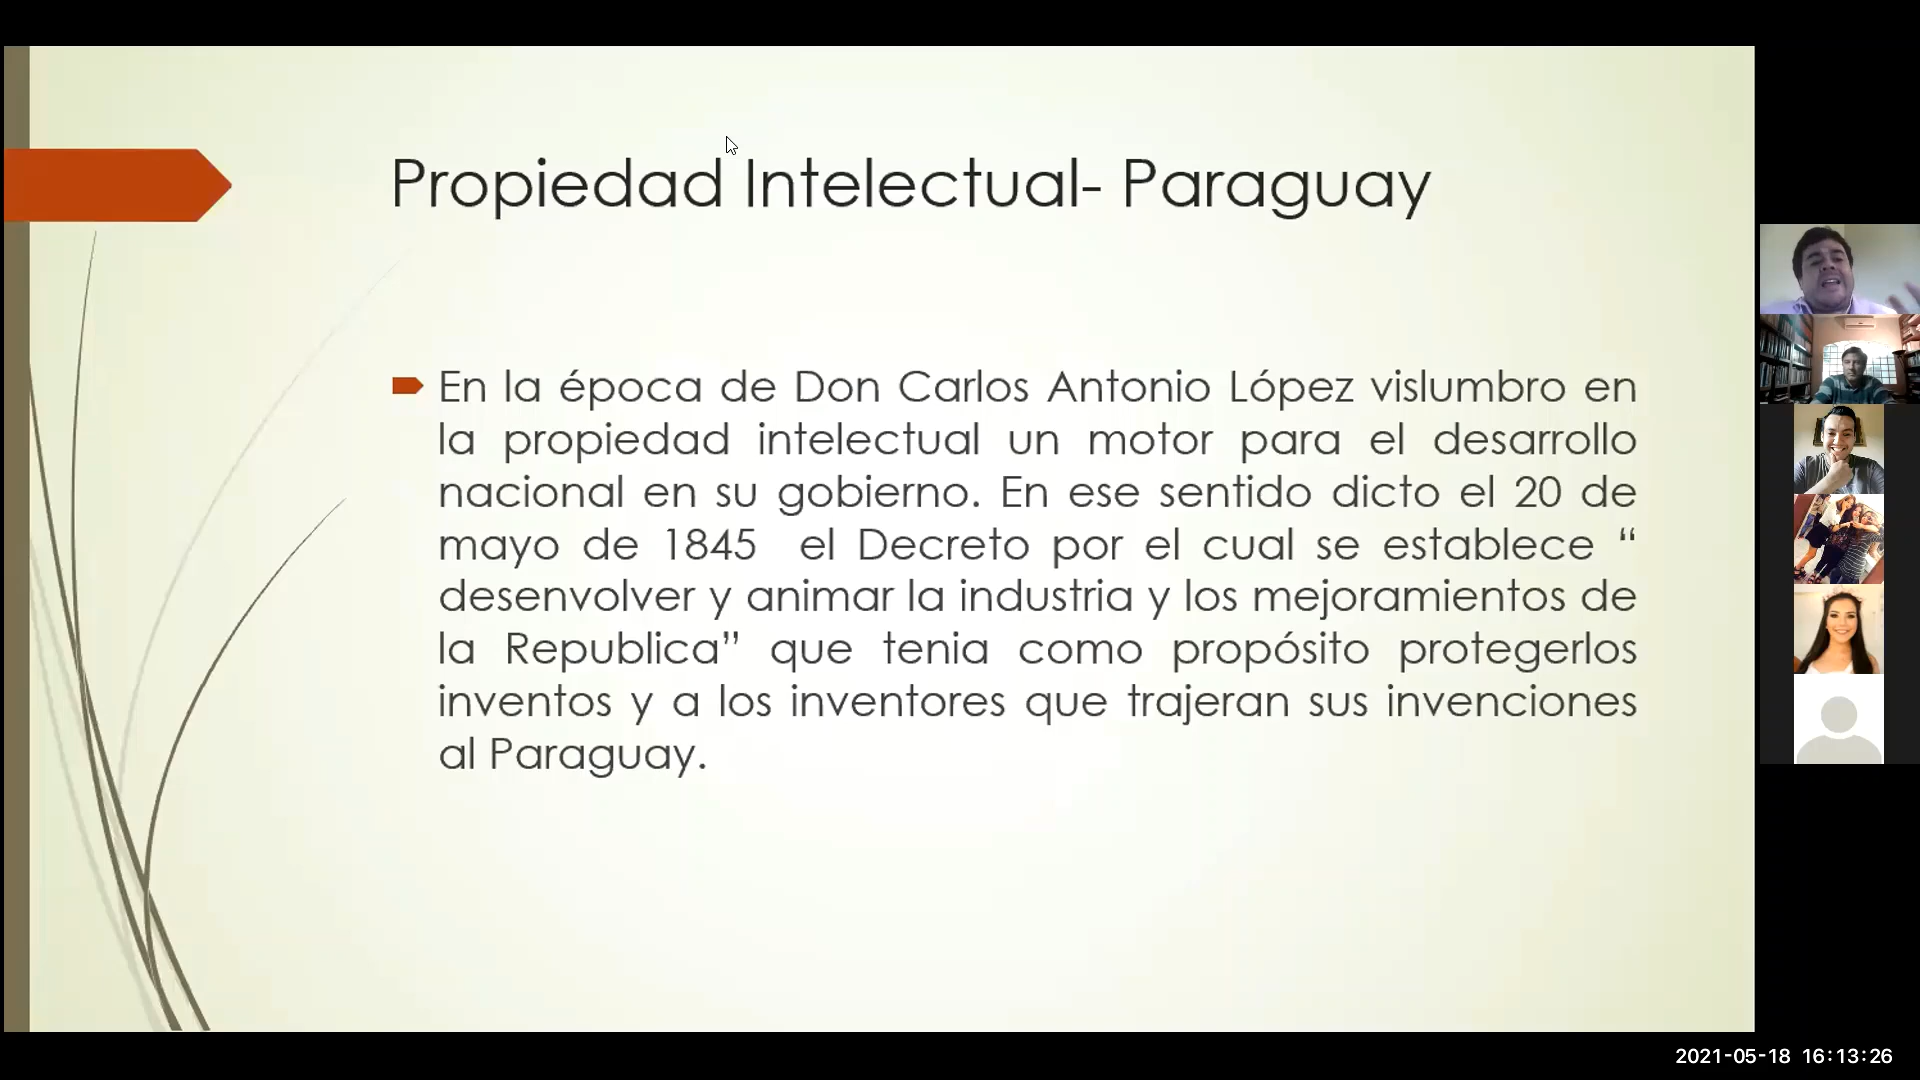 Propiedad Intelectual- Paraguay
En la época de Don Carlos Antonio López vislumbro en
la propiedad intelectual un motor para el desarrollo
nacional en su gobierno. En ese sentido dicto el 20 de
mayo de 1845  el Decreto por el cual se establece “
desenvolver y animar la industria y los mejoramientos de
la Republica” que tenia como propósito protegerlos
inventos y a los inventores que trajeran sus invenciones
al Paraguay.
2021-05-18 16:13:26